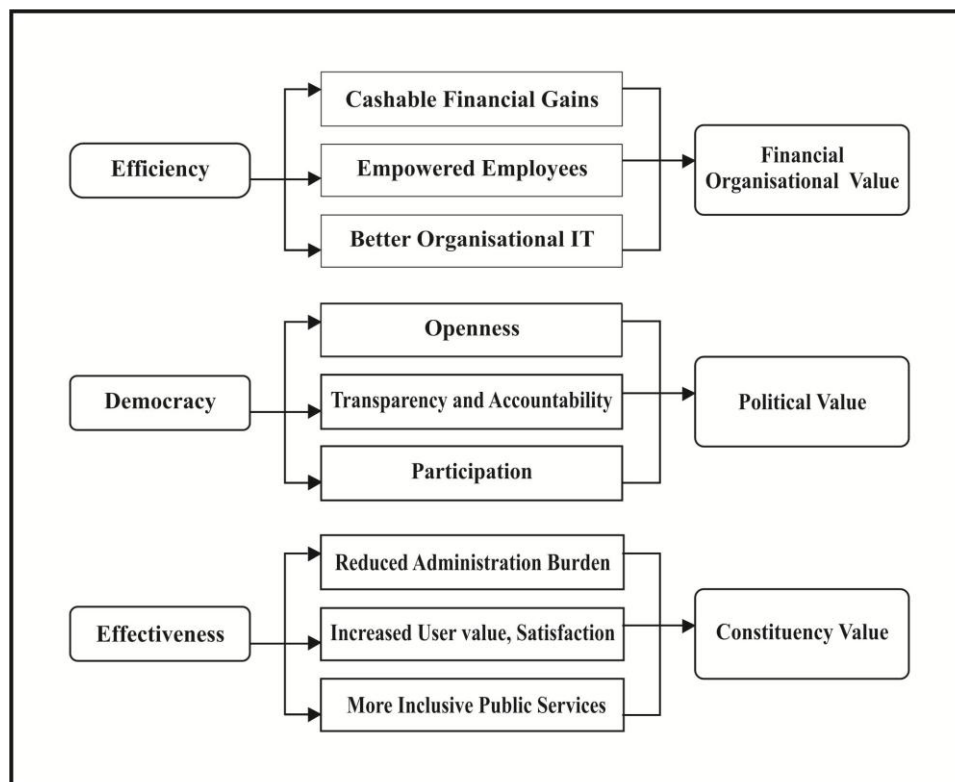 Cashable Financial Gains
Efficiency
Empowered Employees
Financial
Organisational Value
Better Organisational IT
Openness
Democracy
Transparency and Accountability
Political Value
Participation
Reduced Administration Burden
Effectiveness
Increased User value, Satisfaction
Constituency Value
More Inclusive Public Services